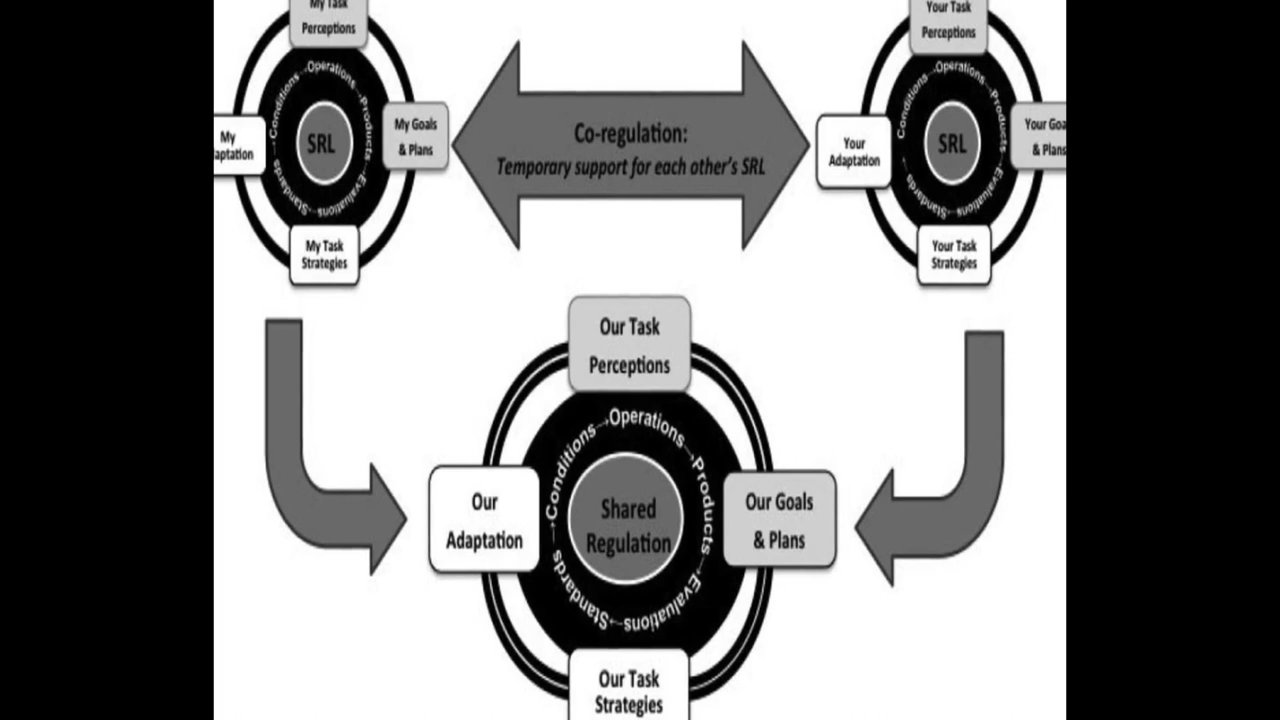 My Task
Perceptions
Conditions→Operations→Products→Evaluations→Standards→
SRL
My
My Goals
& Plans
My Task
Strategies
Co-regulation:
Temporary support for each other's SRL
Your Task
Perceptions
Conditions→Operations→Products→Evaluations→Standards→
SRL
Your
Adaptation
Your
& Plans
Your Task
Strategies
Our Task
Perceptions
Conditions→Operations→Products→Evaluations→Standards→
Shared
Regulation
Our
Adaptation
Our Goals
& Plans
Our Task
Strategies